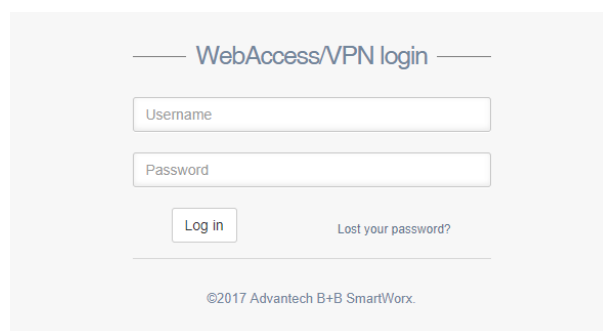 WebAccess/VPN login
Username
Password
Log in Lost your password?
©2017 Advantech B+B SmartWorx.